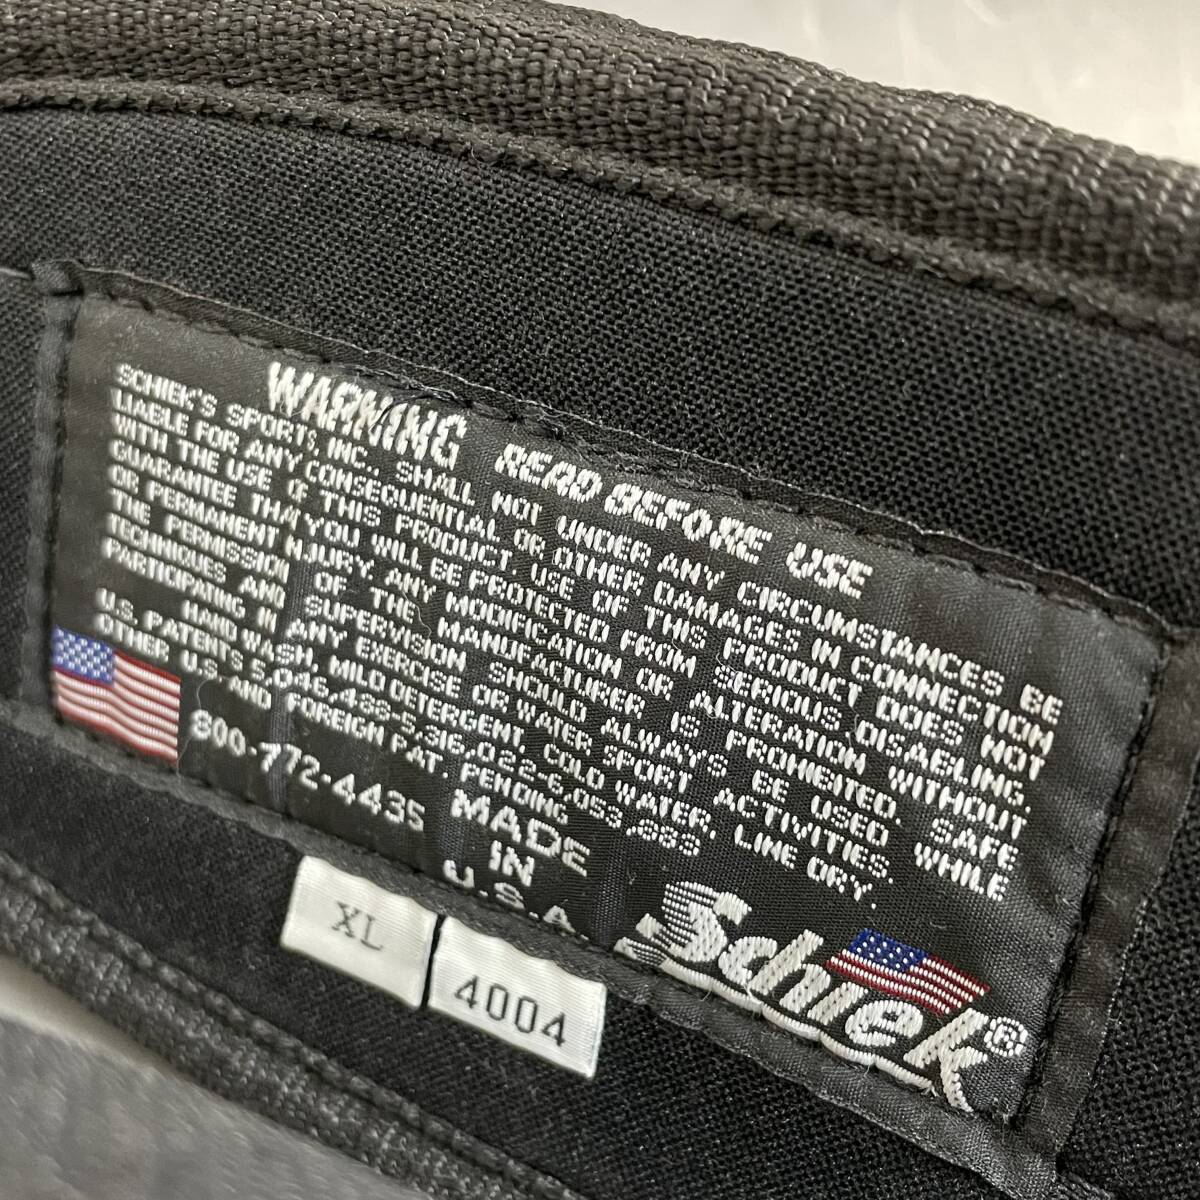 WARNING READ BEFORE USE
SCHIEK'S SPORTS, INC., SHALL NOT UNDER ANY CIRCUMSTANCES BE
LIABLE FOR ANY CONSEQUENTIAL OR OTHER DAMAGES IN CONNECTION
WITH THE USE OF THIS PRODUCT. USE OF THIS PRODUCT DOES NOT
GUARANTEE THAT YOU WILL BE PROTECTED FROM SERIOUS DISABLING,
OR PERMANENT INJURY. ANY MODIFICATION OR ALTERATION WITHOUT
THE PERMISSION OF THE MANUFACTURER IS PROHIBITED. SAFE
TECHNIQUES AND SUPERVISION SHOULD ALWAYS BE USED WHILE
PARTICIPATING IN ANY EXERCISE OR WATER SPORT ACTIVITIES.
HAND WASH, MILD DETERGENT, COLD WATER, LINE DRY.
U.S. PATENTS 5,046,488-5,316,022-6,053,883
OTHER U.S. AND FOREIGN PAT. PENDING
800-772-4435
MADE
IN
U.S.A.
Schiek®
XL
4004